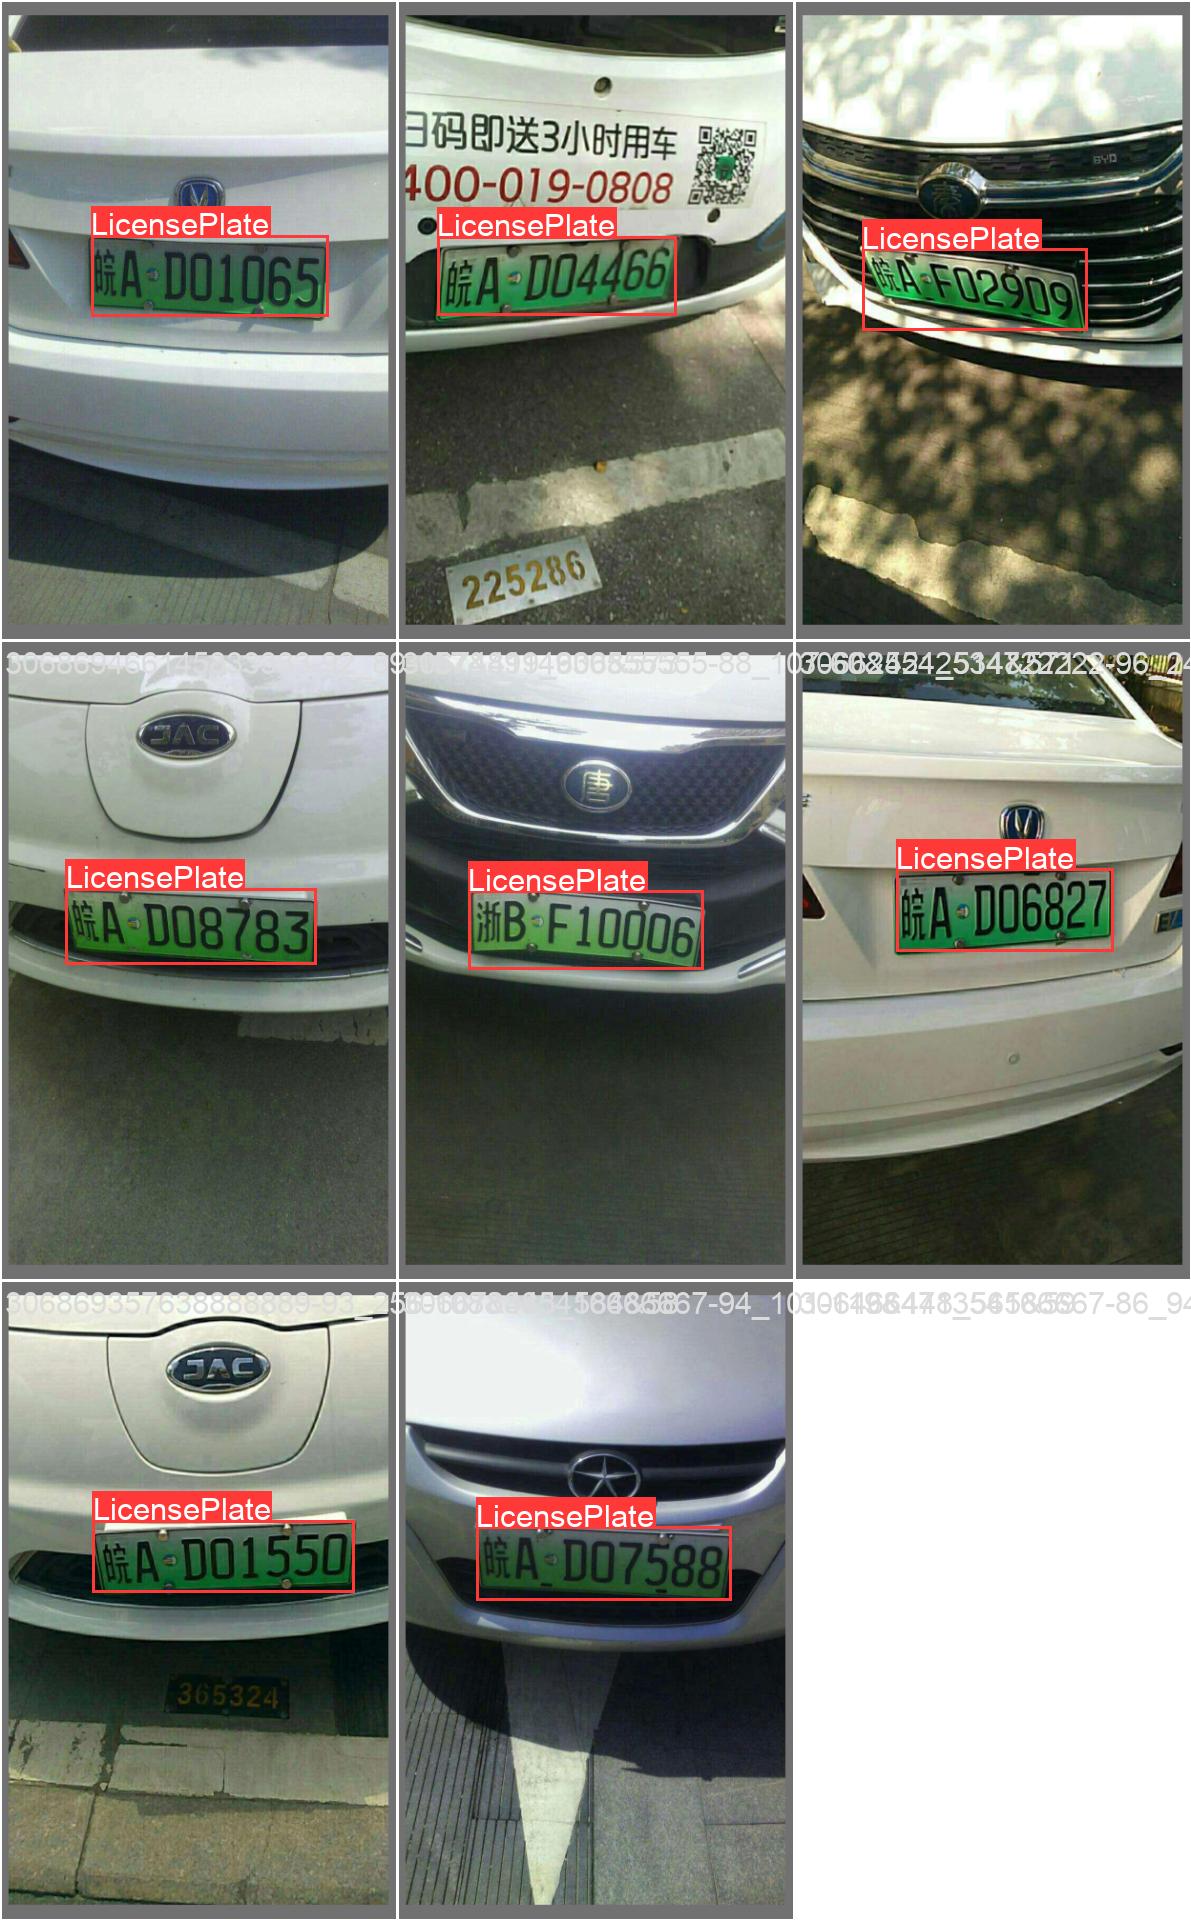 LicensePlate
皖A·D01065
扫码即送3小时用车
400-019-0808
LicensePlate
皖A·D04466
225286
BYD
LicensePlate
皖A·F02909
JAC
LicensePlate
皖A·D08783
唐
LicensePlate
浙B·F10006
LicensePlate
皖A·D06827
JAC
LicensePlate
皖A·D01550
365324
LicensePlate
皖A·D07588